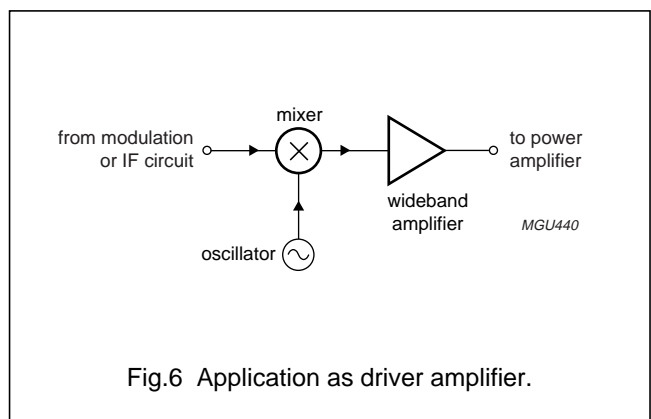 mixer
from modulation
or IF circuit
to power
amplifier
wideband
amplifier
MGU440
oscillator
Fig.6 Application as driver amplifier.